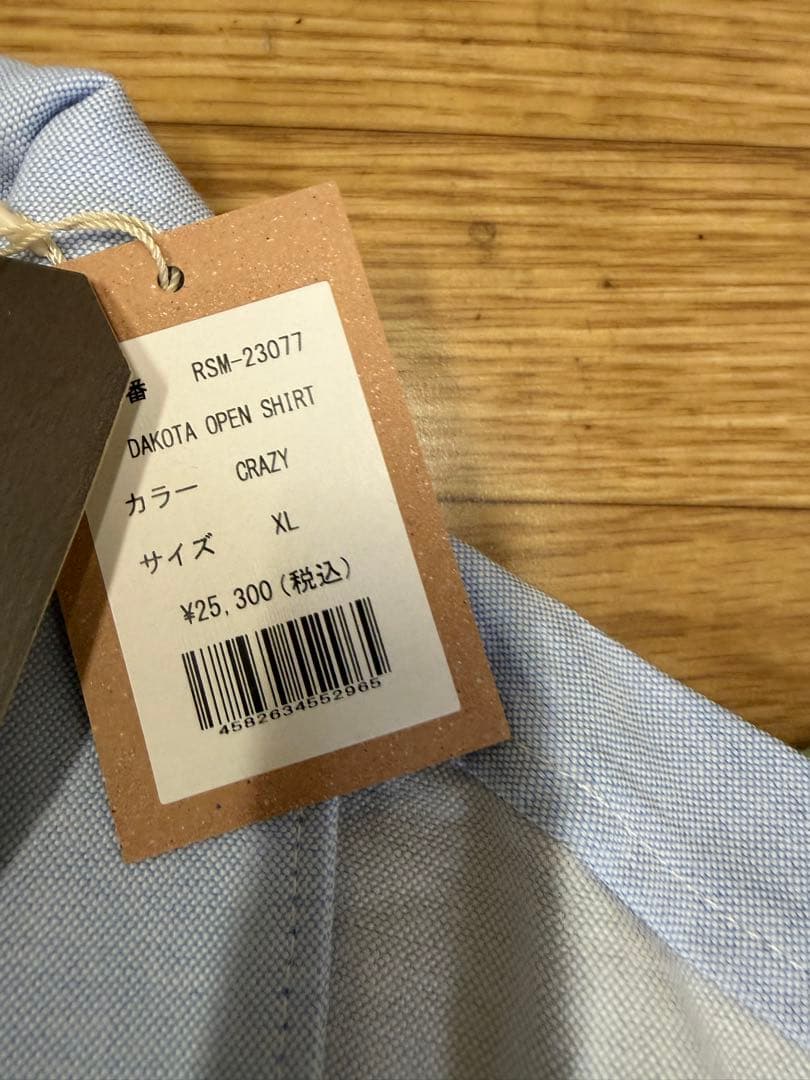 番 RSM-23077
DAKOTA OPEN SHIRT
カラー CRAZY
サイズ XL
¥25,300(税込)
4582634552965